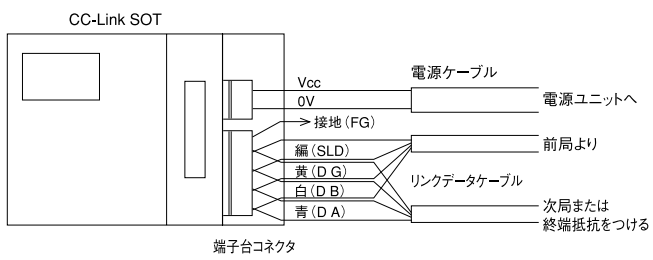 CC-Link SOT
Vcc
0V
電源ケーブル
電源ユニットへ
接地(FG)
前局より
編(SLD)
黄(D G)
白(D B)
青(D A)
リンクデータケーブル
次局または
終端抵抗をつける
端子台コネクタ